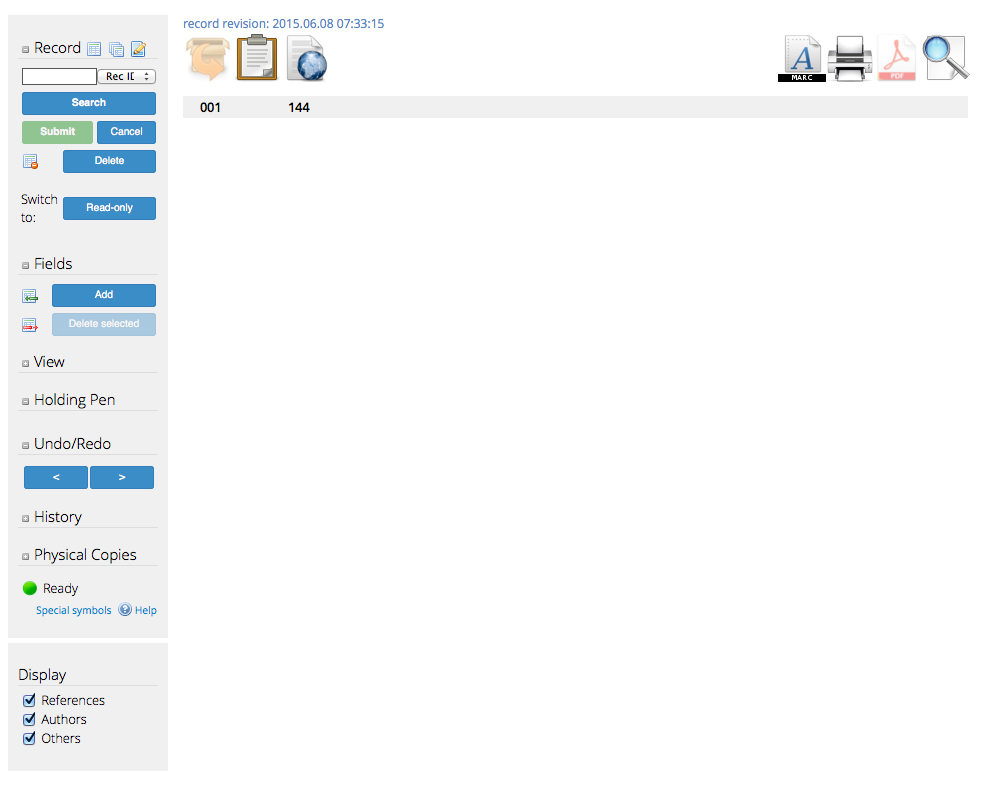 record revision: 2015.06.08 07:33:15
Record
Rec ID
Search
Submit Cancel
Delete
Switch to:
Read-only
Fields
Add
Delete selected
View
Holding Pen
Undo/Redo
< >
History
Physical Copies
Ready
Special symbols Help
Display
References
Authors
Others
A
MARC
PDF
001 144